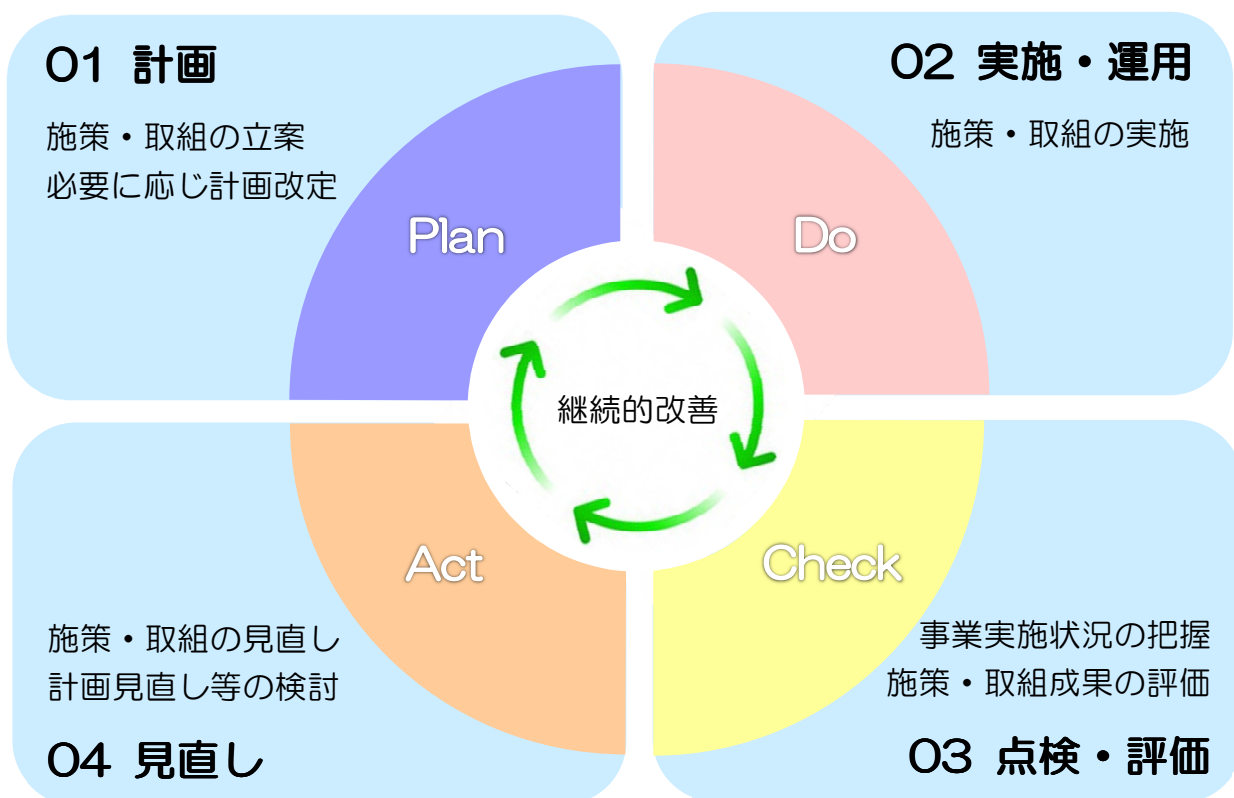 01 計画
施策・取組の立案
必要に応じ計画改定
Plan
02 実施・運用
施策・取組の実施
Do
継続的改善
Act
施策・取組の見直し
計画見直し等の検討
04 見直し
Check
事業実施状況の把握
施策・取組成果の評価
03 点検・評価